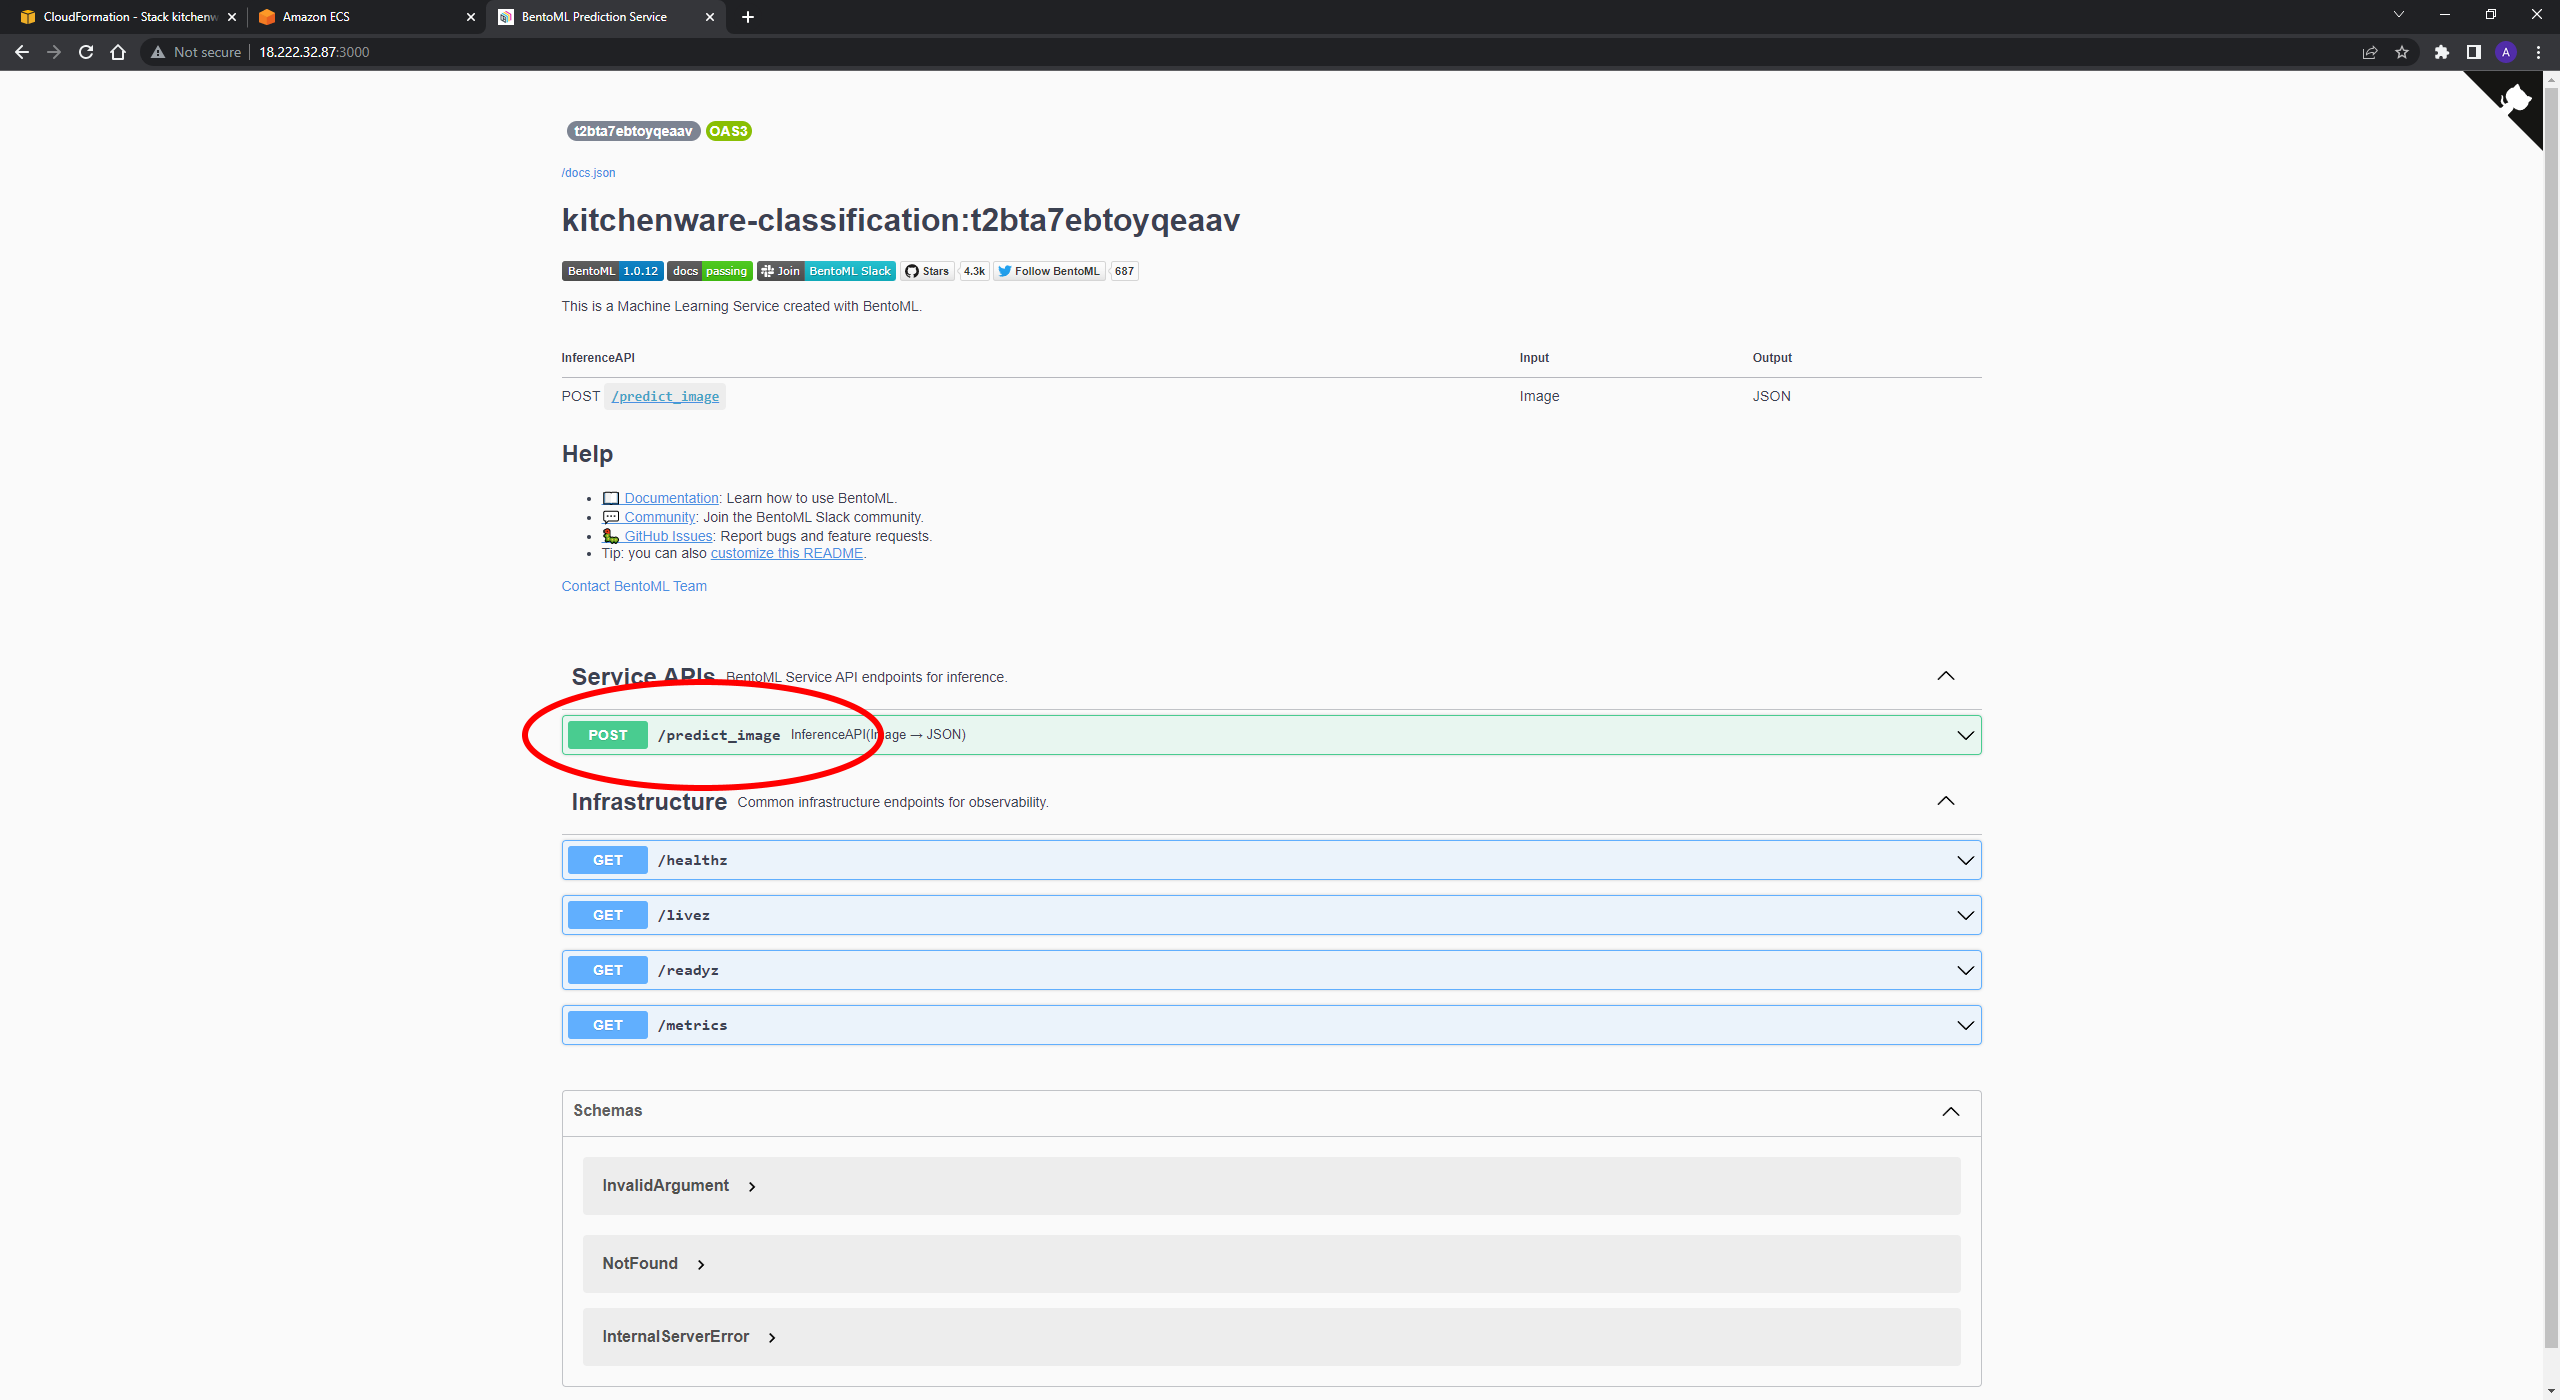 CloudFormation - Stack kitchenw
Amazon ECS
BentoML Prediction Service
Not secure
18.222.32.87:3000
A
t2bta7ebtoyqeaav OAS3
/docs.json
kitchenware-classification:t2bta7ebtoyqeaav
BentoML 1.0.12 docs passing Join BentoML Slack Stars 4.3k Follow BentoML 687
This is a Machine Learning Service created with BentoML.
InferenceAPI Input Output
POST /predict_image Image JSON
Help
Documentation: Learn how to use BentoML.
Community: Join the BentoML Slack community.
GitHub Issues: Report bugs and feature requests.
Tip: you can also customize this README.
Contact BentoML Team
Service APIs BentoML Service API endpoints for inference.
POST /predict_image InferenceAPI(Image → JSON)
Infrastructure Common infrastructure endpoints for observability.
GET /healthz
GET /livez
GET /readyz
GET /metrics
Schemas
InvalidArgument
NotFound
InternalServerError